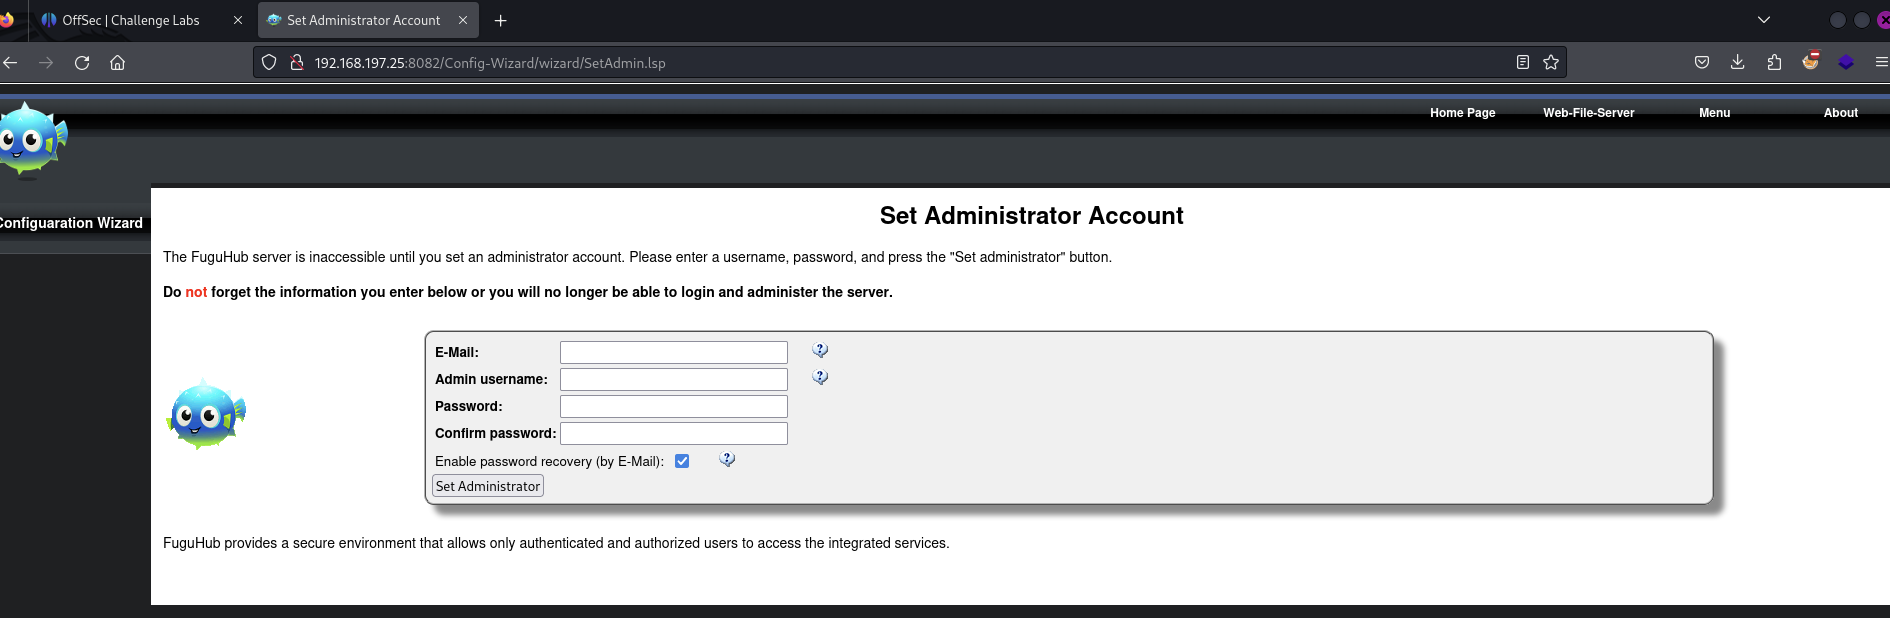 OffSec | Challenge Labs
Set Administrator Account
192.168.197.25:8082/Config-Wizard/wizard/SetAdmin.lsp
Home Page Web-File-Server Menu About
Configuaration Wizard
Set Administrator Account
The FuguHub server is inaccessible until you set an administrator account. Please enter a username, password, and press the "Set administrator" button.
Do not forget the information you enter below or you will no longer be able to login and administer the server.
E-Mail:
Admin username:
Password:
Confirm password:
Enable password recovery (by E-Mail):
Set Administrator
FuguHub provides a secure environment that allows only authenticated and authorized users to access the integrated services.